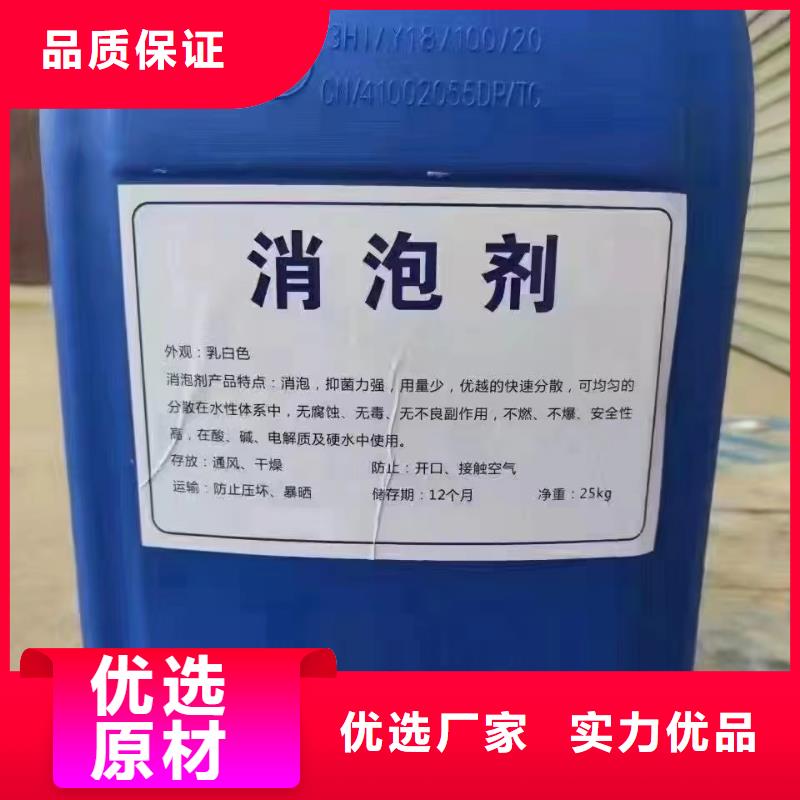 品质保证
3H1/Y18/100/20
CN/41002055DP/TC
消泡剂
外观：乳白色
消泡剂产品特点：消泡，抑菌力强，用量少，优越的快速分散，可均匀的
分散在水性体系中，无腐蚀、无毒、无不良副作用，不燃、不爆、安全性
高，在酸、碱、电解质及硬水中使用。
存放：通风、干燥 防止：开口、接触空气
运输：防止压坏、暴晒 储存期：12个月 净重：25kg
优选
原材
优选厂家 实力优品